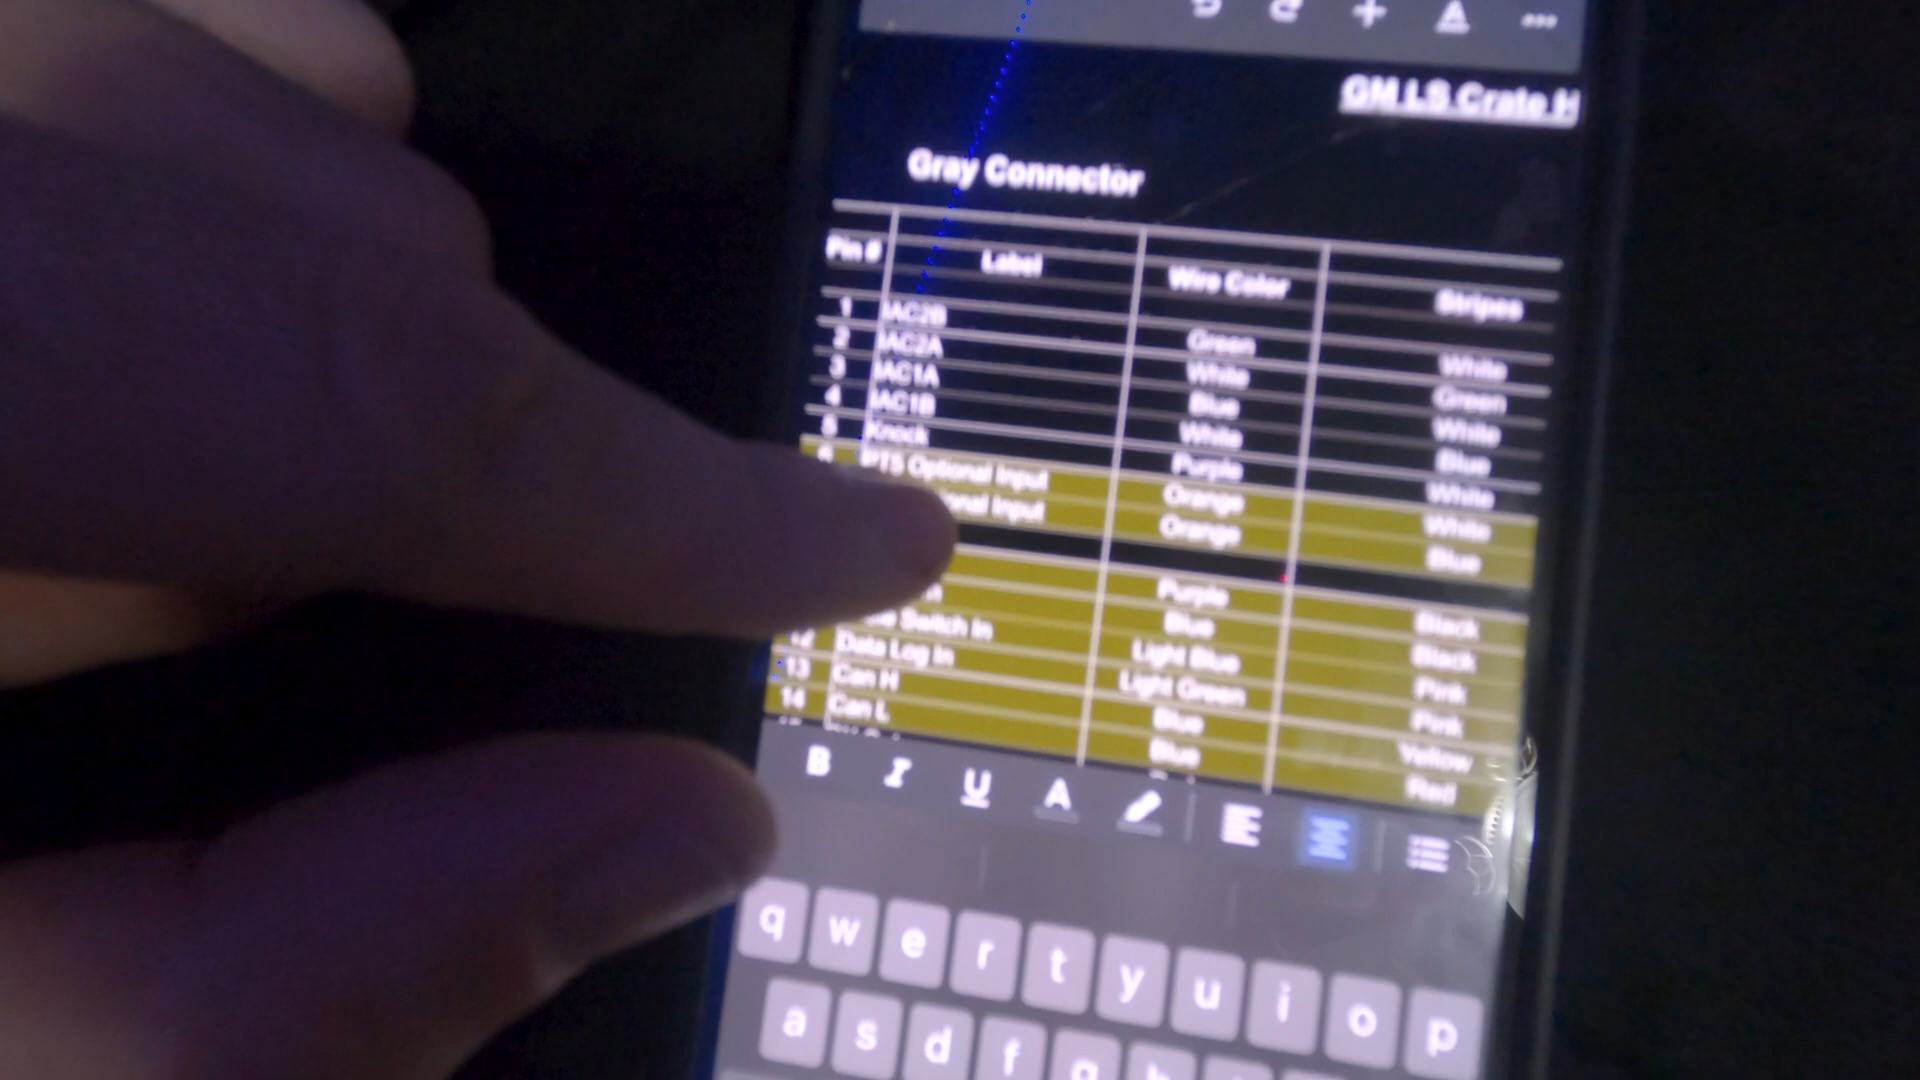 GM LS Crate H
Gray Connector
Pin # Label Wire Color Stripes
1 IAC2B Green White
2 IAC2A White Green
3 IAC1A Blue White
4 IAC1B White Blue
5 Knock Purple White
6 PTS Optional Input Orange White
Input Orange Blue
Purple Black
Blue Black
Switch In Light Blue Pink
12 Data Log In Light Green Pink
13 Can H Blue Yellow
14 Can L Blue Red
B I U A
q w e r t y u i o p
a s d f g h